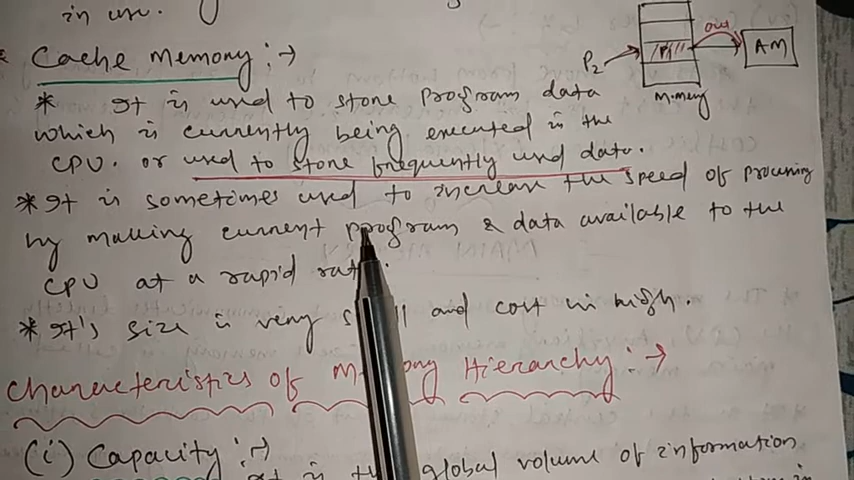 in use.
Cache Memory :→
* It is used to store program data
which is currently being executed in the
CPU. or used to store frequently used data.
* It is sometimes used to increase the speed of processing
by making current program & data available to the
CPU at a rapid rate.
* It's size is very small and cost in high.
Characteristics of Memory Hierarchy :→
(i) Capacity :→
It is the global volume of information
out
P1
AM
P2
M.memory